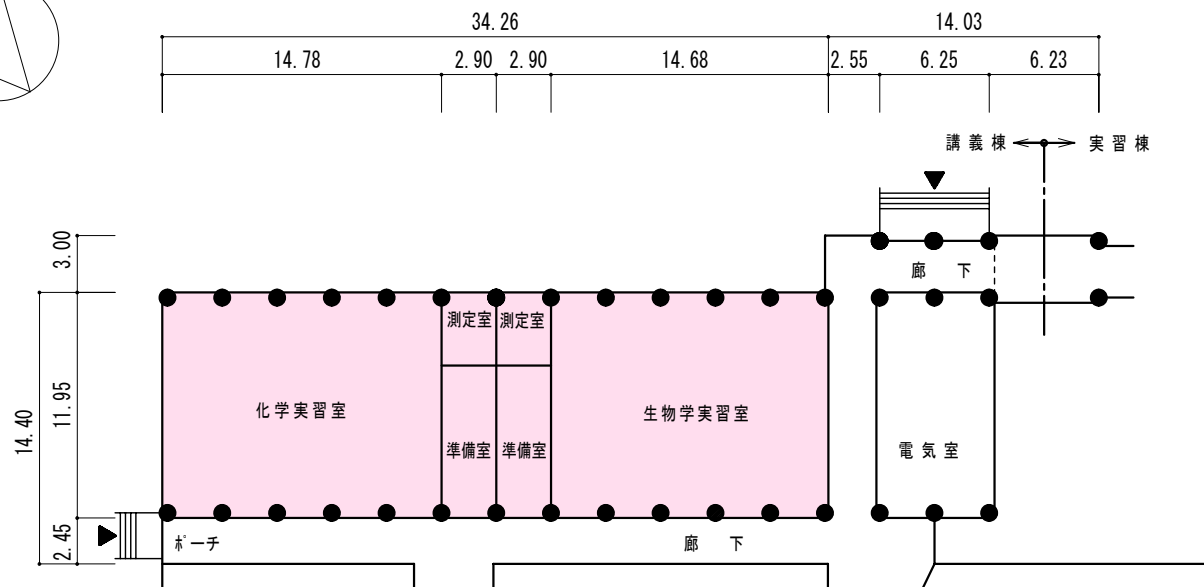 34.26
14.03
14.78
2.90
2.90
14.68
2.55
6.25
6.23
講義棟
実習棟
3.00
廊下
測定室
測定室
14.40
11.95
化学実習室
生物学実習室
準備室
準備室
電気室
2.45
ポーチ
廊下